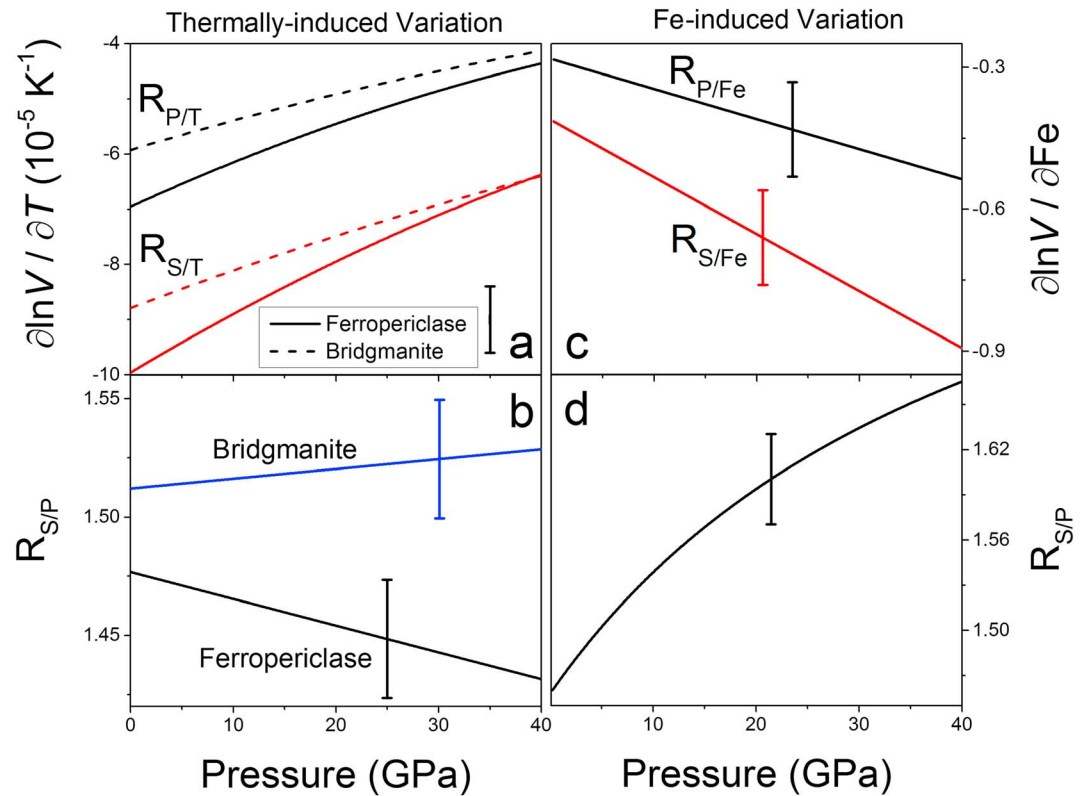 Thermally-induced Variation
Fe-induced Variation
∂lnV / ∂T (10⁻⁵ K⁻¹)
-4
-6
-8
-10
R_P/T
R_S/T
Ferropericlase
Bridgmanite
a
R_P/Fe
R_S/Fe
c
-0.3
-0.6
-0.9
∂lnV / ∂Fe
R_S/P
1.55
1.50
1.45
Bridgmanite
Ferropericlase
b
d
1.62
1.56
1.50
R_S/P
0 10 20 30 40
10 20 30 40
Pressure (GPa)
Pressure (GPa)